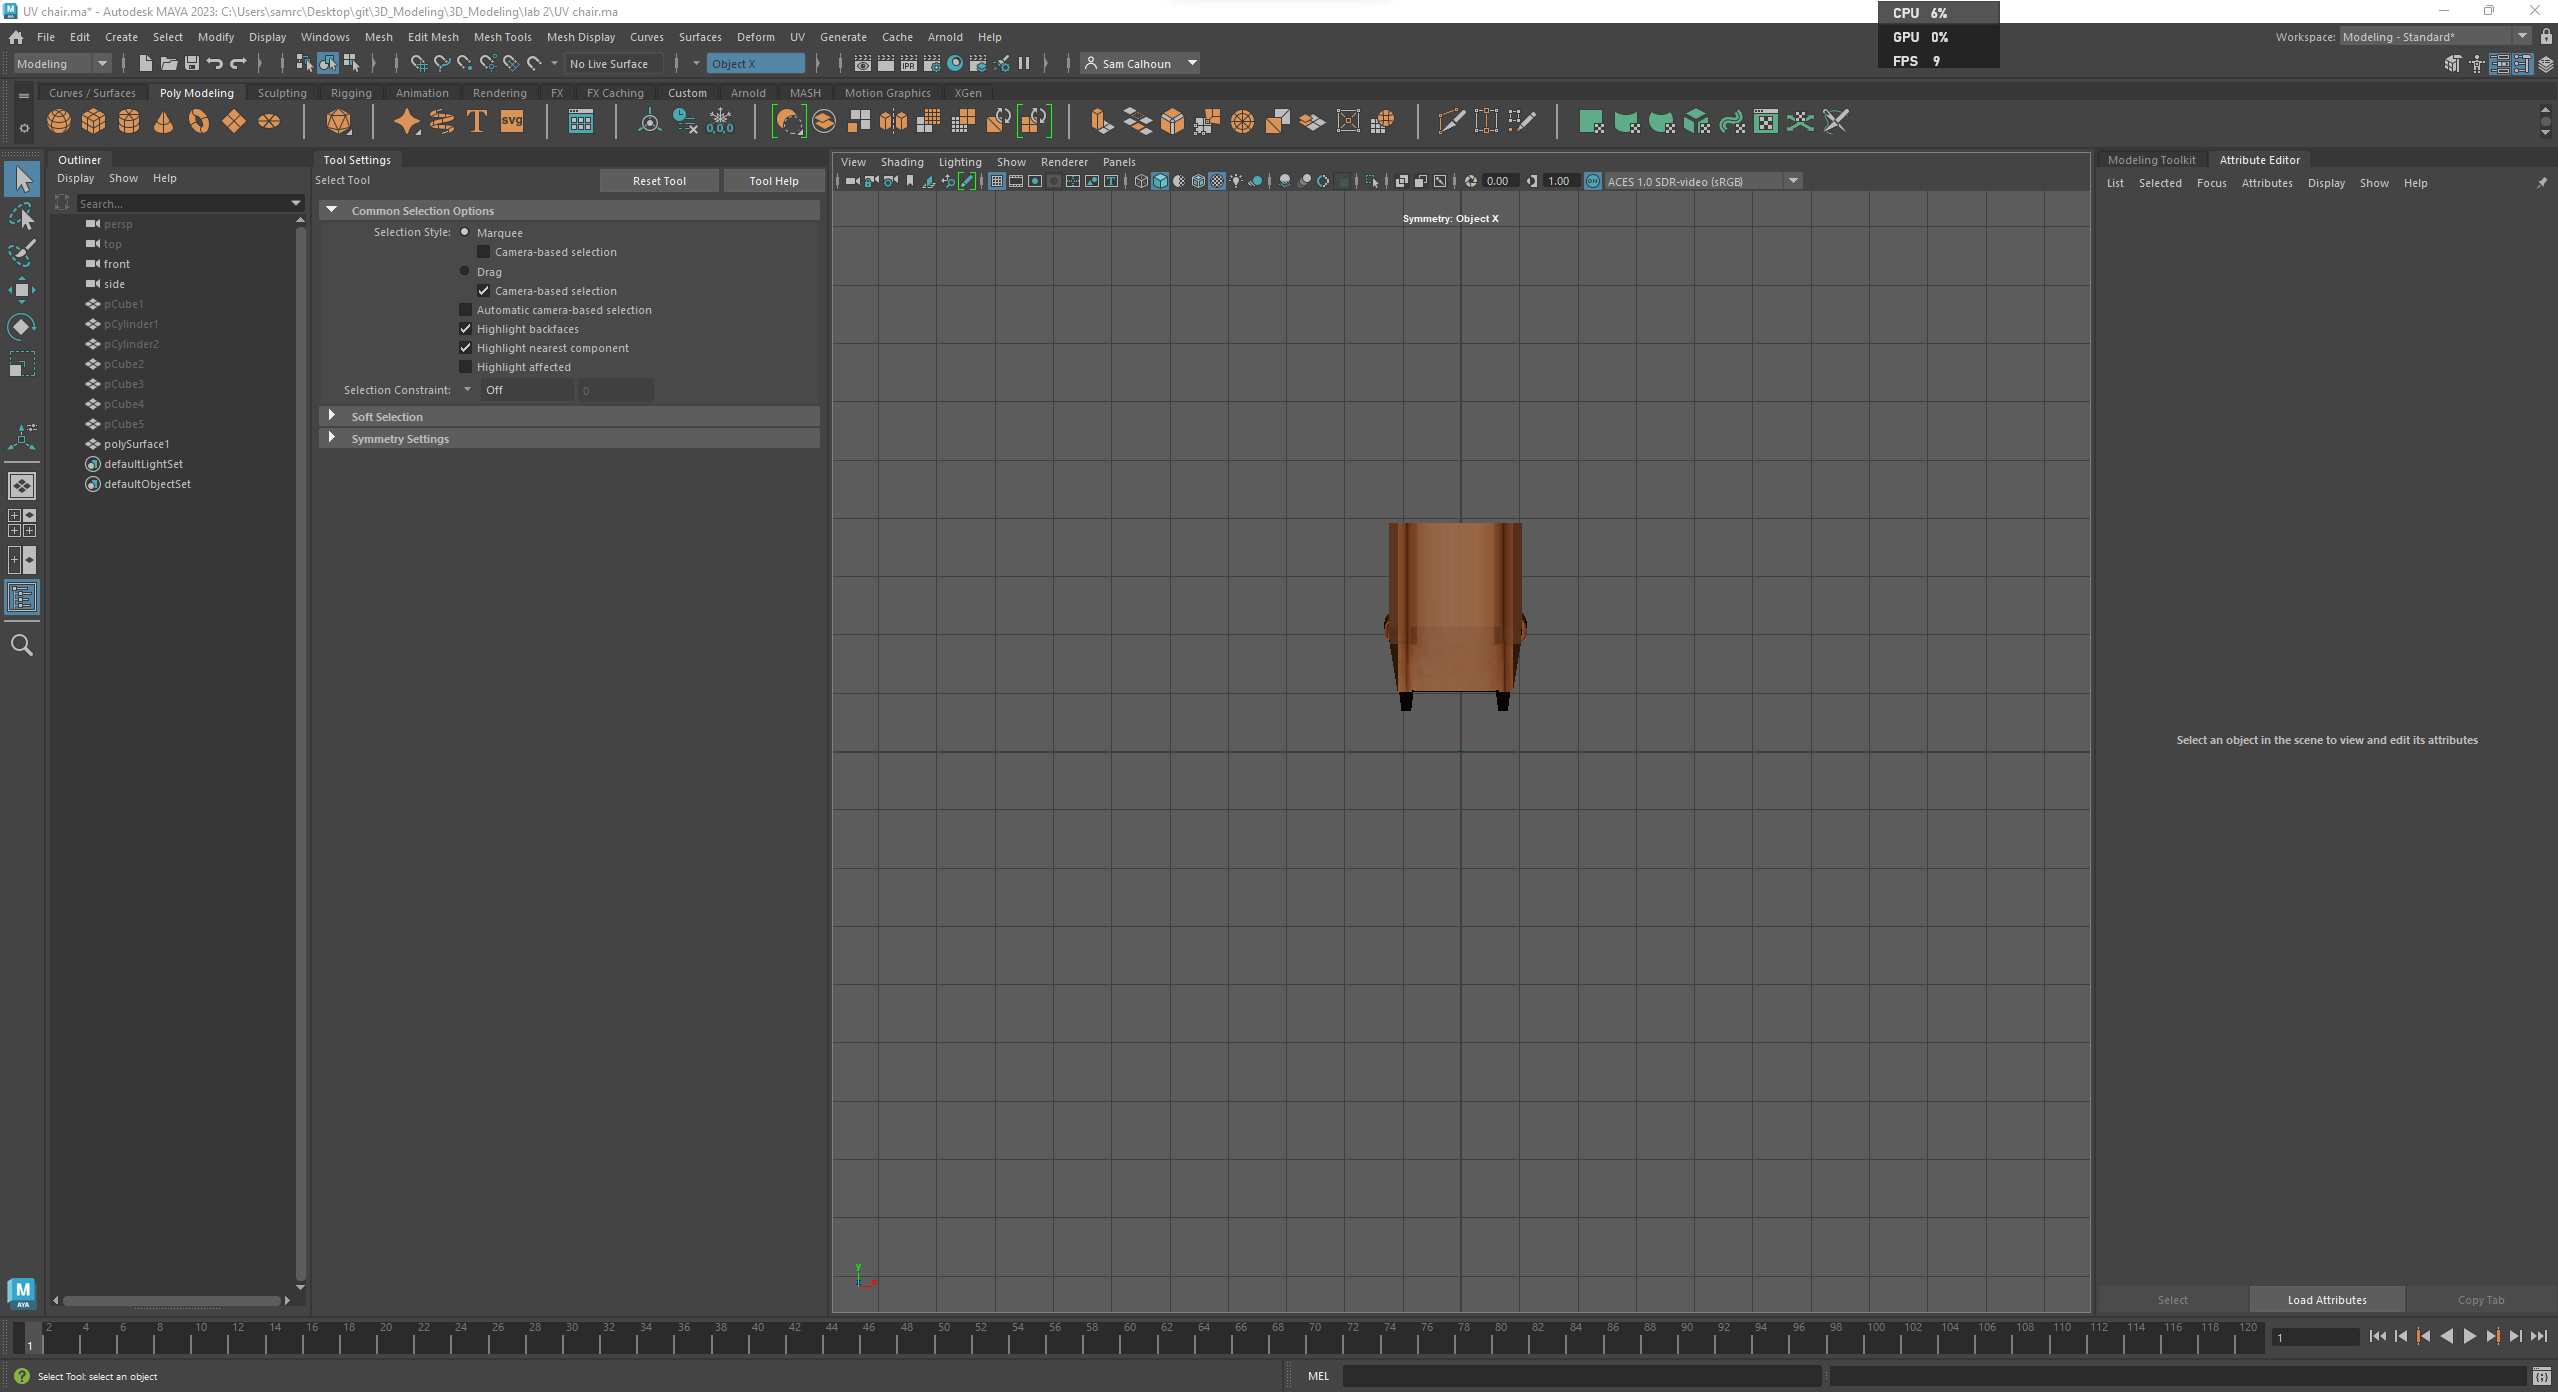 UV chair.ma* - Autodesk MAYA 2023: C:\Users\samrc\Desktop\git\3D_Modeling\3D_Modeling\lab 2\UV chair.ma
CPU 6%
GPU 0%
FPS 9
File Edit Create Select Modify Display Windows Mesh Edit Mesh Mesh Tools Mesh Display Curves Surfaces Deform UV Generate Cache Arnold Help
Workspace: Modeling - Standard*
Modeling
No Live Surface
Object X
IPR
Sam Calhoun
Curves / Surfaces Poly Modeling Sculpting Rigging Animation Rendering FX FX Caching Custom Arnold MASH Motion Graphics XGen
T
SVG
0,0,0
Outliner
Display Show Help
Search...
persp
top
front
side
pCube1
pCylinder1
pCylinder2
pCube2
pCube3
pCube4
pCube5
polySurface1
defaultLightSet
defaultObjectSet
Tool Settings
Select Tool
Reset Tool
Tool Help
Common Selection Options
Selection Style: Marquee
Camera-based selection
Drag
Camera-based selection
Automatic camera-based selection
Highlight backfaces
Highlight nearest component
Highlight affected
Selection Constraint: Off 0
Soft Selection
Symmetry Settings
View Shading Lighting Show Renderer Panels
0.00
1.00
ON
ACES 1.0 SDR-video (sRGB)
Symmetry: Object X
y
x
Modeling Toolkit Attribute Editor
List Selected Focus Attributes Display Show Help
Select an object in the scene to view and edit its attributes
Select
Load Attributes
Copy Tab
M
AYA
1
2 4 6 8 10 12 14 16 18 20 22 24 26 28 30 32 34 36 38 40 42 44 46 48 50 52 54 56 58 60 62 64 66 68 70 72 74 76 78 80 82 84 86 88 90 92 94 96 98 100 102 104 106 108 110 112 114 116 118 120
1
Select Tool: select an object
MEL